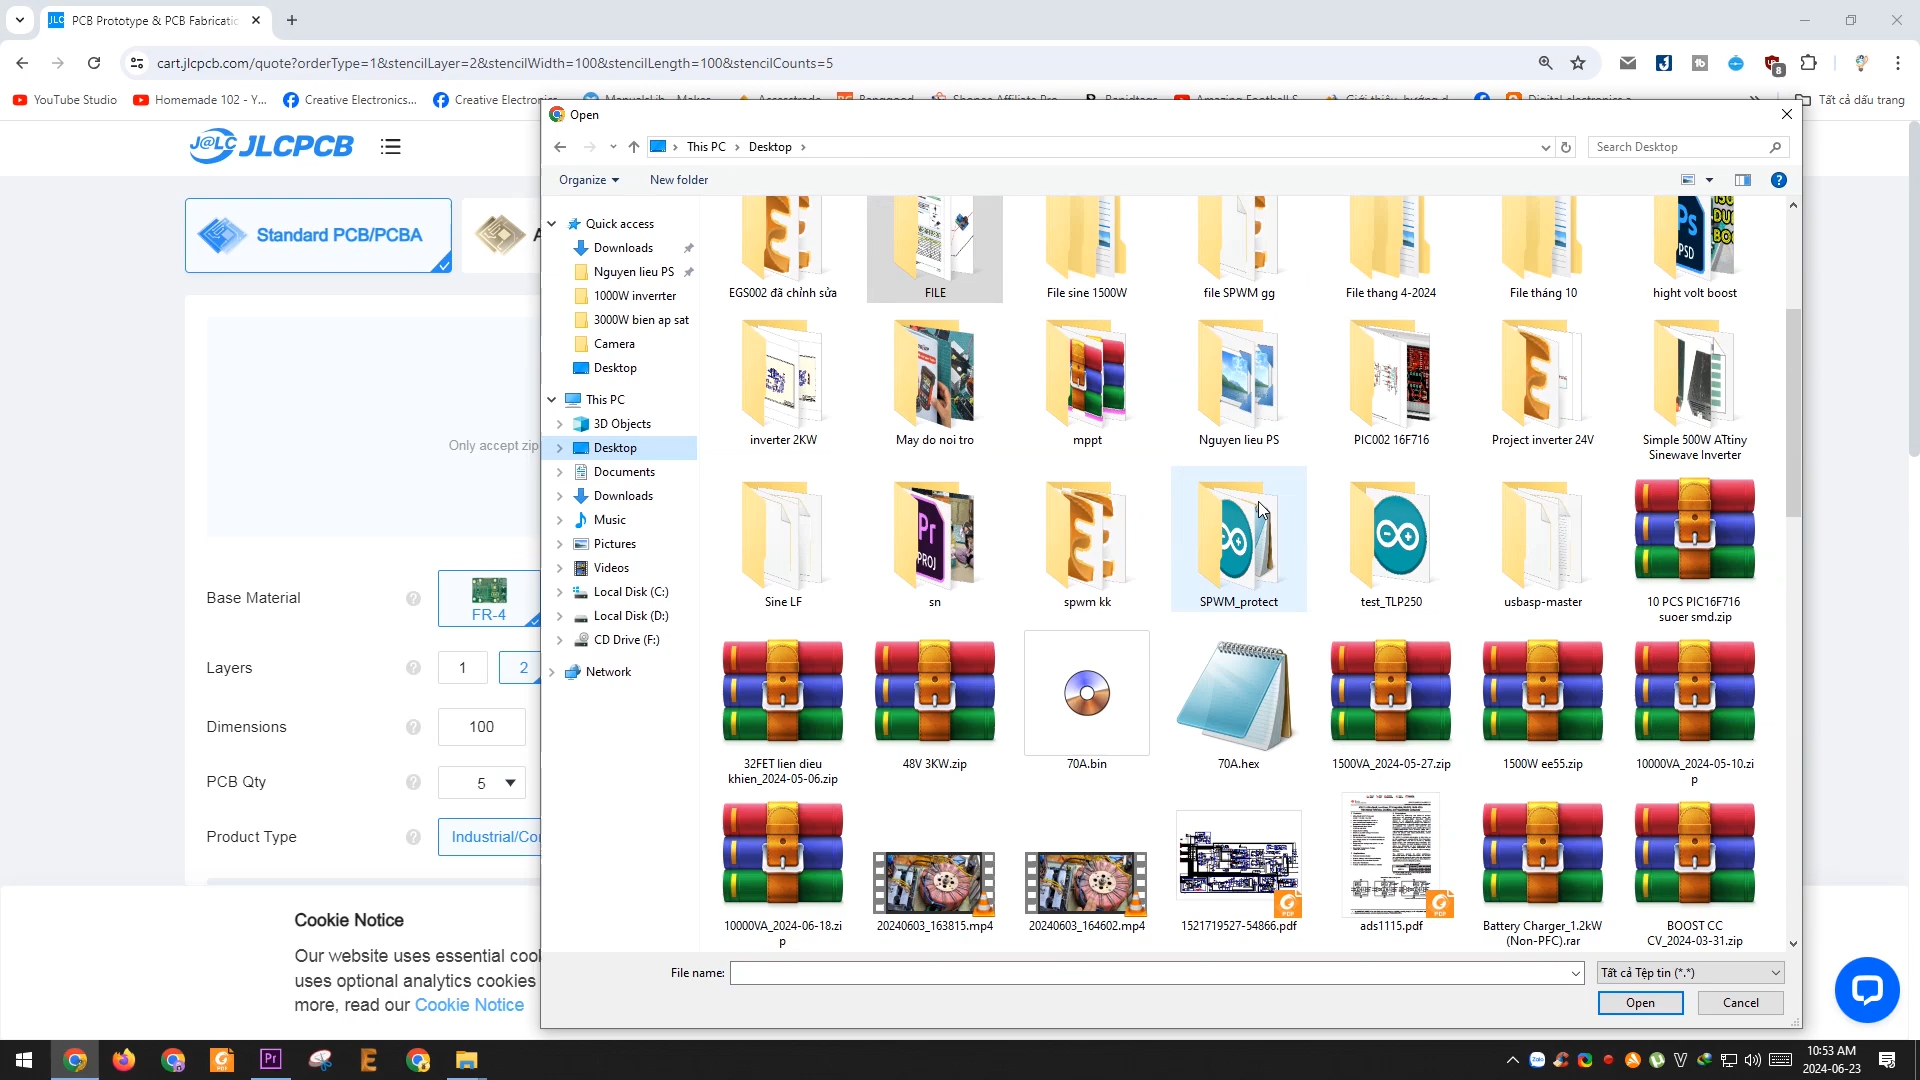 JLC PCB Prototype & PCB Fabricatic
cart.jlcpcb.com/quote?orderType=1&stencilLayer=2&stencilWidth=100&stencilLength=100&stencilCounts=5
8
YouTube Studio
Homemade 102 - Y...
Creative Electronics...
Tất cả dấu trang
J@LC JLCPCB
Standard PCB/PCBA
A
Only accept zip
Base Material
FR-4
Layers
1
2
Dimensions
100
PCB Qty
5
Product Type
Industrial/Co
Cookie Notice
Our website uses essential coo
uses optional analytics cookies
more, read our Cookie Notice
Open
This PC
Desktop
Search Desktop
Organize
New folder
Quick access
Downloads
Nguyen lieu PS
1000W inverrter
3000W bien ap sat
Camera
Desktop
This PC
3D Objects
Desktop
Documents
Downloads
Music
Pictures
Videos
Local Disk (C:)
Local Disk (D:)
CD Drive (F:)
Network
EGS002 đã chỉnh sửa
FILE
File sine 1500W
file SPWM gg
File thang 4-2024
File tháng 10
hight volt boost
inverter 2KW
May do noi tro
mppt
Nguyen lieu PS
PIC002 16F716
Project inverter 24V
Simple 500W ATtiny
Sinewave Inverter
Sine LF
sn
spwm kk
SPWM_protect
test_TLP250
usbasp-master
10 PCS PIC16F716
suoer smd.zip
32FET lien dieu
khien_2024-05-06.zip
48V 3KW.zip
70A.bin
70A.hex
1500VA_2024-05-27.zip
1500W ee55.zip
10000VA_2024-05-10.zi
p
10000VA_2024-06-18.zi
p
20240603_163815.mp4
20240603_164602.mp4
1521719527-54866.pdf
ads1115.pdf
Battery Charger_1.2kW
(Non-PFC).rar
BOOST CC
CV_2024-03-31.zip
File name:
Tất cả Tệp tin (*.*)
Open
Cancel
10:53 AM
2024-06-23